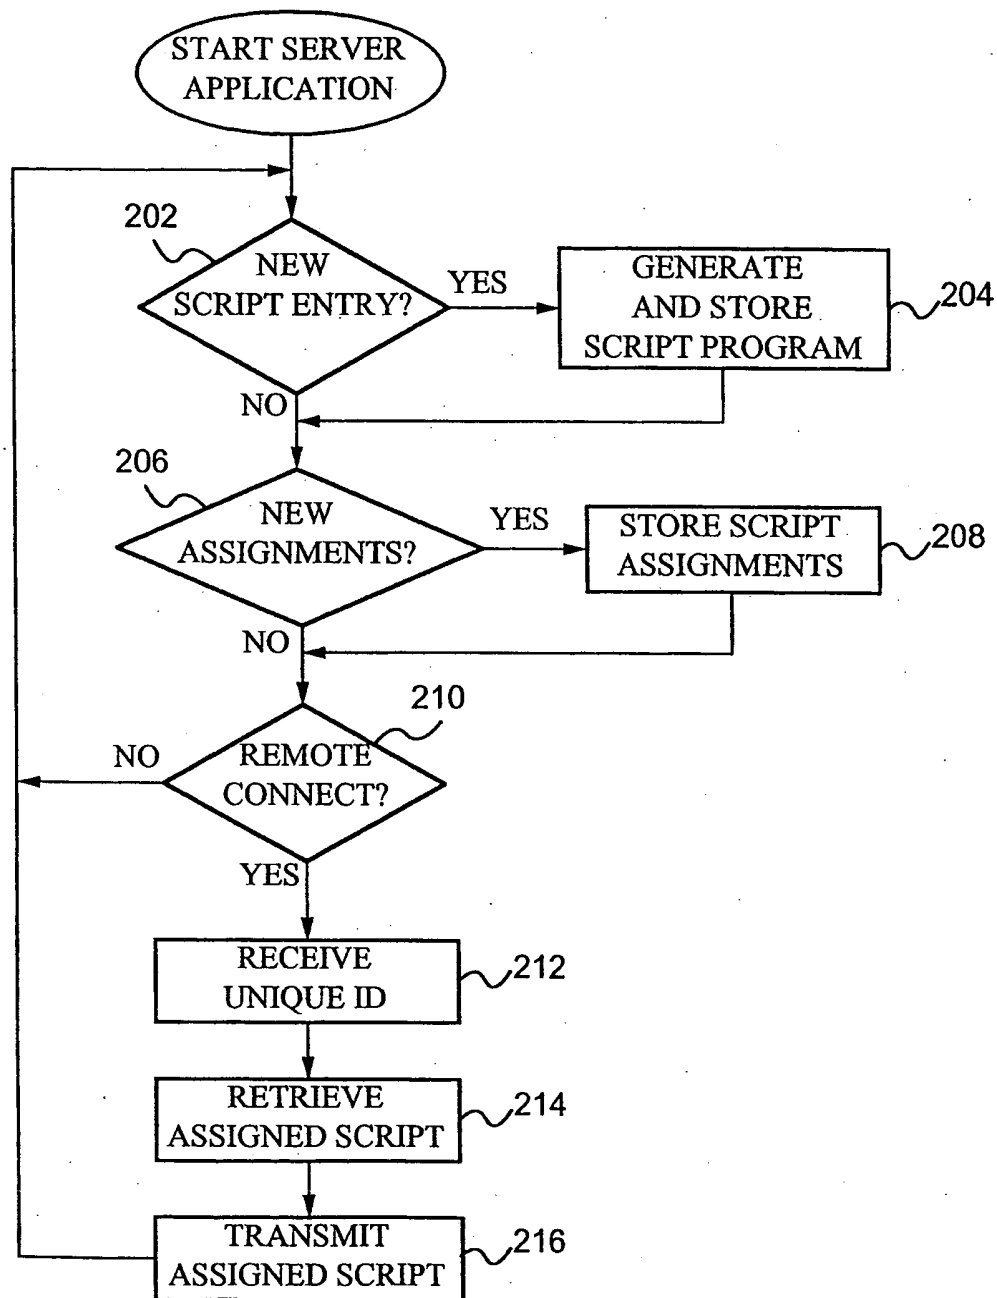 START SERVER
APPLICATION
202
NEW
SCRIPT ENTRY?
YES
GENERATE
AND STORE
SCRIPT PROGRAM
204
NO
206
NEW
ASSIGNMENTS?
YES
STORE SCRIPT
ASSIGNMENTS
208
NO
210
REMOTE
CONNECT?
NO
YES
RECEIVE
UNIQUE ID
212
RETRIEVE
ASSIGNED SCRIPT
214
TRANSMIT
ASSIGNED SCRIPT
216